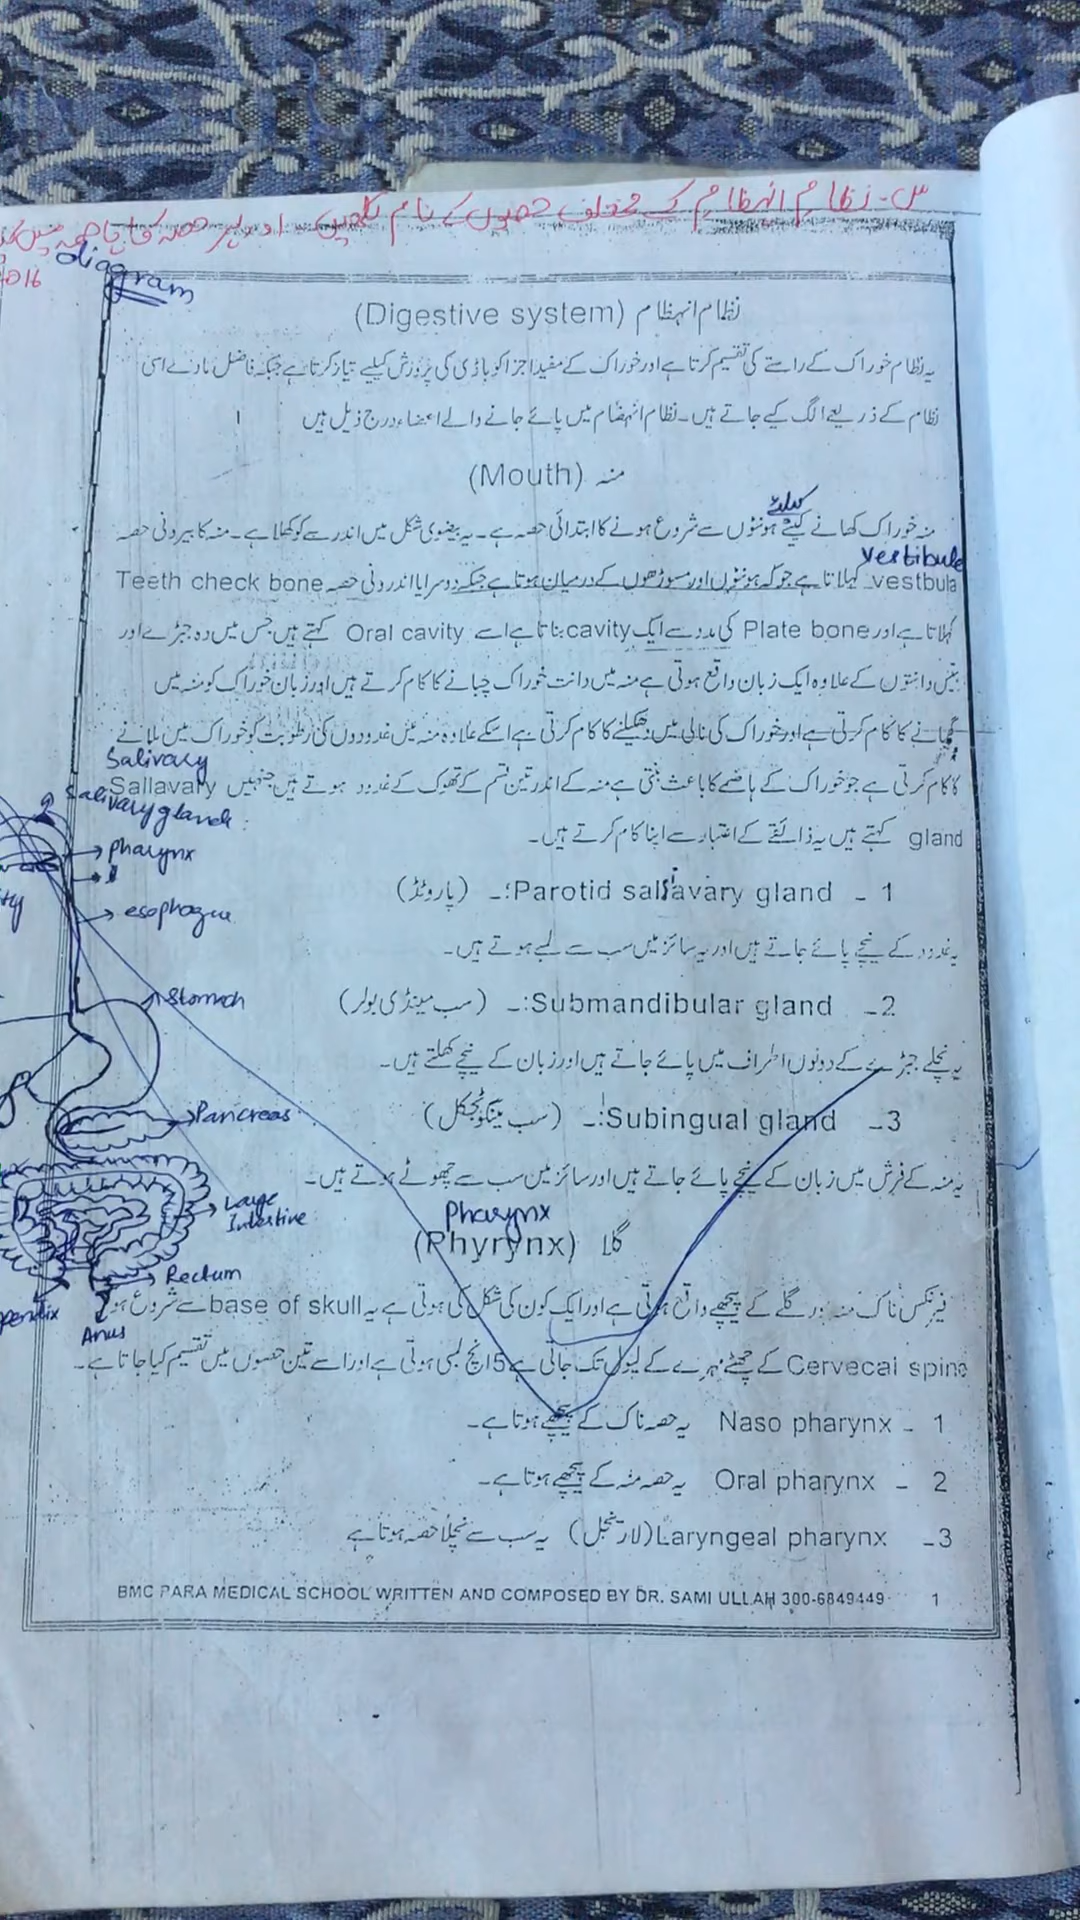 س۔ نظام انہظام کے مختلف حصوں کے نام لکھیں۔ اور ہر حصہ کا
2016
diagram
نظام انہظام (Digestive system)
یہ نظام خوراک کے راستے کی تقسیم کرتا ہے اور خوراک کے مفید اجزا کو باڈی کی پرورش کیلیے تیار کرتا ہے جبکہ فاضل مادے اسی
نظام کے ذریعے الگ کیے جاتے ہیں۔ نظام انہضام میں پائے جانے والے اعضاء درج ذیل ہیں
منہ (Mouth)
کیلئے
منہ خوراک کھانے کیئے ہونٹوں سے شروع ہونے کا ابتدائی حصہ ہے۔ یہ بیضوی شکل میں اندر سے کوکھلا ہے۔ منہ کا بیرونی حصہ
Vestibule
vestbula کہلاتا ہے جو کہ ہونٹوں اور مسوڑھوں کے درمیان ہوتا ہے جبکہ دوسرا یا اندرونی حصہ Teeth check bone
کہلاتا ہے اور Plate bone کی مدد سے ایک cavity بناتا ہے اسے Oral cavity کہتے ہیں جس میں دہ جبڑے اور
بتیس دانتوں کے علاوہ ایک زبان واقع ہوتی ہے منہ میں دانت خوراک چبانے کا کام کرتے ہیں اور زبان خوراک کو منہ میں
گھمانے کا کام کرتی ہے اور خوراک کی نالی میں دھکیلنے کا کام کرتی ہے اسکے علاوہ منہ میں غدودوں کی رطوبت کو خوراک میں ملانے
Salivary
کا کام کرتی ہے جو خوراک کے ہاضمے کا باعث بنتی ہے منہ کے اندر تین قسم کے تھوک کے غدود ہوتے ہیں جنہیں Sallavary
Salivary glands
gland کہتے ہیں یہ ذائقے کے اعتبار سے اپنا کام کرتے ہیں۔
pharynx
1 - Parotid sallavary gland:۔ (پاروٹڈ)
esophague
یہ غدود کے نیچے پائے جاتے ہیں اور یہ سائز میں سب سے لمبے ہوتے ہیں۔
Stomach
2- Submandibular gland:۔ (سب مینڈی بولر)
یہ نچلے جبڑے کے دونوں اطراف میں پائے جاتے ہیں اور زبان کے نیچے کھلتے ہیں۔
Pancreas
3- Subingual gland:۔
یہ منہ کے فرش میں زبان کے نیچے پائے جاتے ہیں اور سائز میں سب سے چھوٹے ہوتے ہیں۔
Large
Intestine
Pharynx
گلا (Phyrynx)
Rectum
فیرنکس ناک منہ اور گلے کے پیچھے واقع ہوتی ہے اور ایک کون کی شکل کی ہوتی ہے یہ base of skull سے شروع ہو
Anus
Cervecal spine کے چھٹے مہرے کے لیول تک جاتی ہے 5 انچ لمبی ہوتی ہے اور اسے تین حصوں میں تقسیم کیا جاتا ہے۔
1 - Naso pharynx یہ حصہ ناک کے پیچھے ہوتا ہے۔
2 - Oral pharynx یہ حصہ منہ کے پیچھے ہوتا ہے۔
3- Laryngeal pharynx (لارنجل) یہ سب سے نچلا حصہ ہوتا ہے
BMC PARA MEDICAL SCHOOL WRITTEN AND COMPOSED BY DR. SAMI ULLAH 300-6849449 1